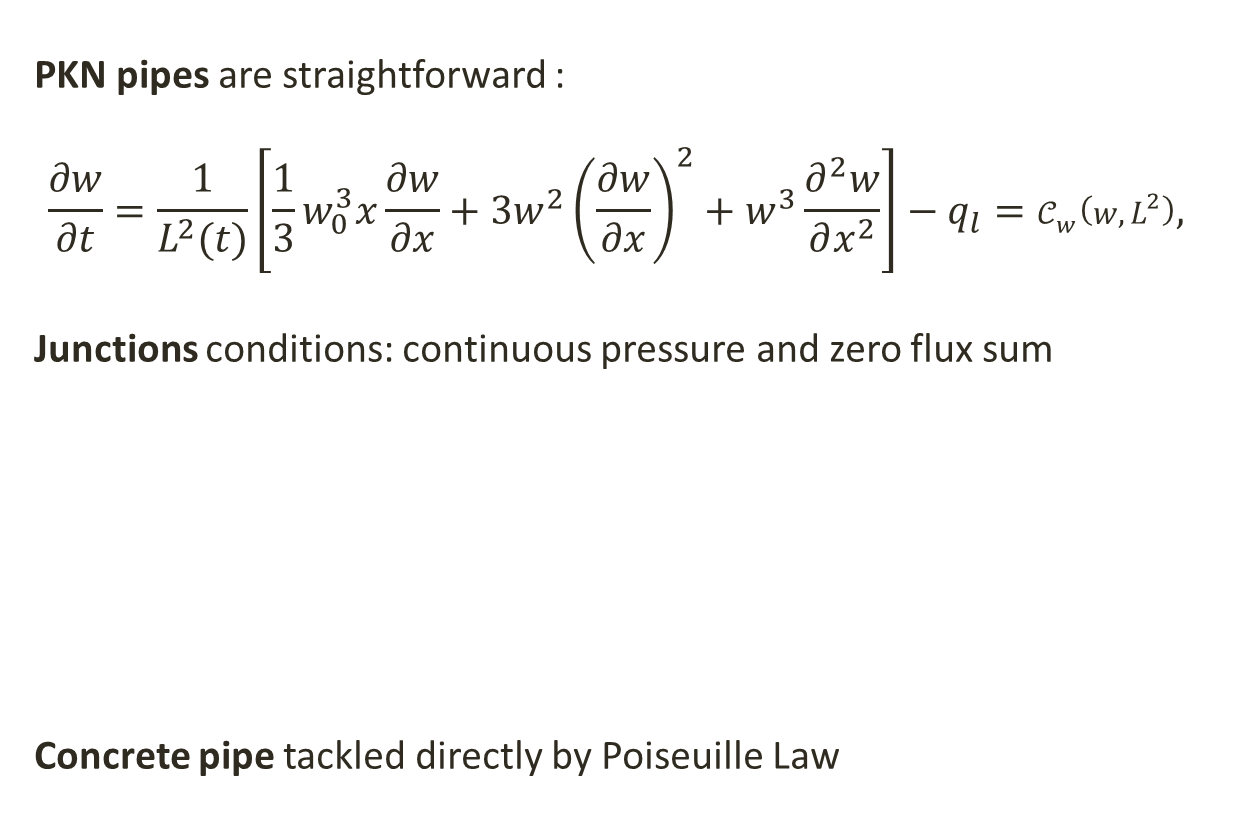 PKN pipes are straightforward :
∂w/∂t = 1/L²(t) [1/3 w₀³ x ∂w/∂x + 3w² (∂w/∂x)² + w³ ∂²w/∂x²] − qₗ = 𝒞_w(w, L²),
Junctions conditions: continuous pressure and zero flux sum
Concrete pipe tackled directly by Poiseuille Law